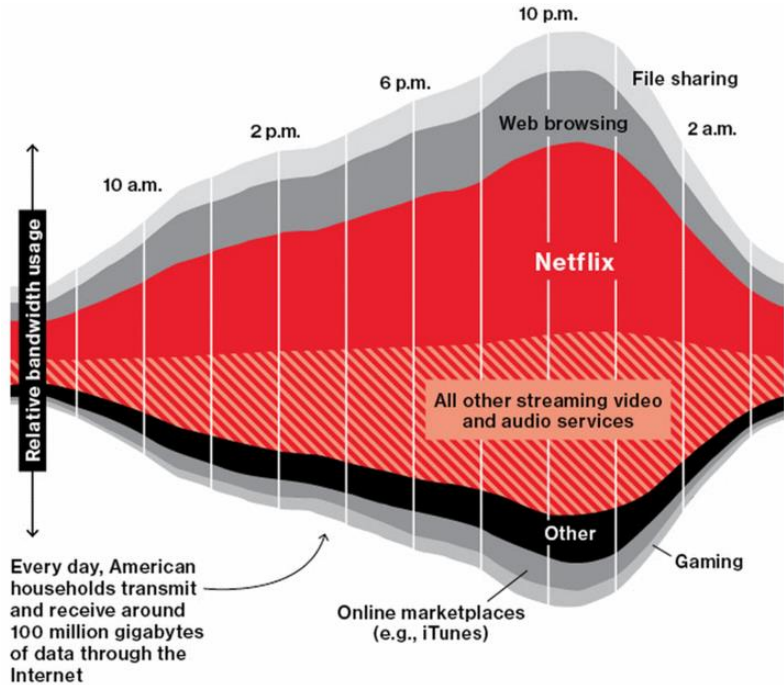 10 p.m.
File sharing
6 p.m.
Web browsing
2 p.m.
2 a.m.
10 a.m.
Relative bandwidth usage
Netflix
All other streaming video
and audio services
Other
Gaming
Every day, American
households transmit
and receive around
100 million gigabytes
of data through the
Internet
Online marketplaces
(e.g., iTunes)